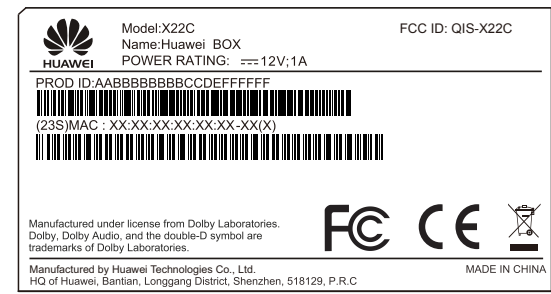 HUAWEI
Model:X22C
Name:Huawei BOX
POWER RATING: ⎓12V;1A
FCC ID: QIS-X22C
PROD ID:AABBBBBBBBCCDEFFFFFF
(23S)MAC : XX:XX:XX:XX:XX:XX-XX(X)
Manufactured under license from Dolby Laboratories.
Dolby, Dolby Audio, and the double-D symbol are
trademarks of Dolby Laboratories.
FC CE
Manufactured by Huawei Technologies Co., Ltd.
HQ of Huawei, Bantian, Longgang District, Shenzhen, 518129, P.R.C
MADE IN CHINA